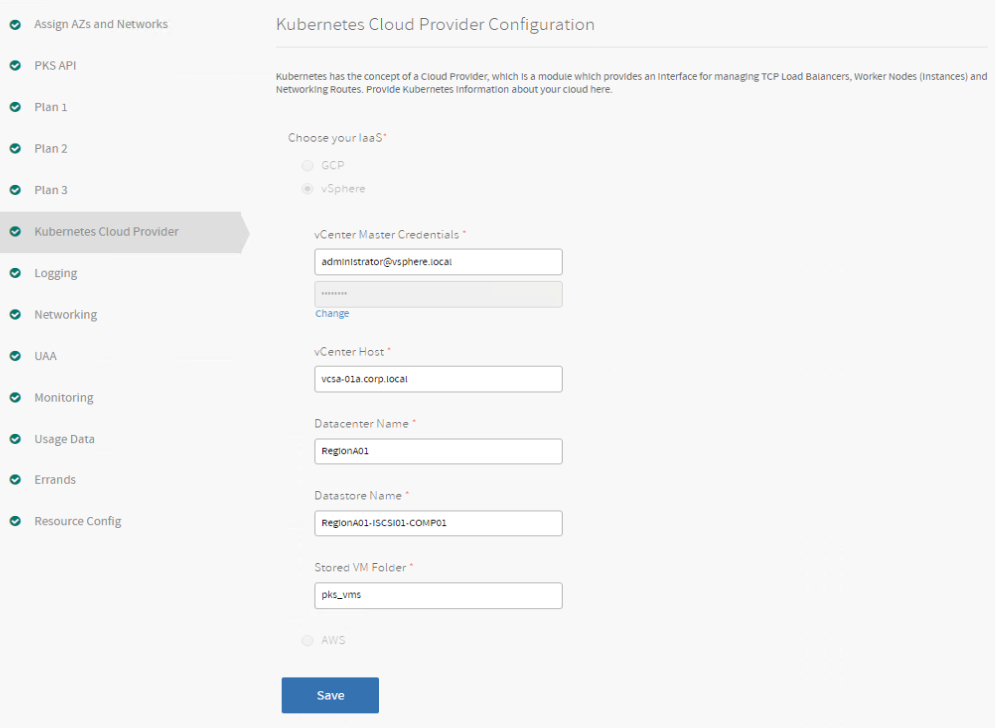 Assign AZs and Networks
PKS API
Plan 1
Plan 2
Plan 3
Kubernetes Cloud Provider
Logging
Networking
UAA
Monitoring
Usage Data
Errands
Resource Config
Kubernetes Cloud Provider Configuration
Kubernetes has the concept of a Cloud Provider, which is a module which provides an interface for managing TCP Load Balancers, Worker Nodes (Instances) and
Networking Routes. Provide Kubernetes information about your cloud here.
Choose your IaaS*
GCP
vSphere
vCenter Master Credentials *
administrator@vsphere.local
••••••••
Change
vCenter Host *
vcsa-01a.corp.local
Datacenter Name *
RegionA01
Datastore Name *
RegionA01-ISCSI01-COMP01
Stored VM Folder *
pks_vms
AWS
Save